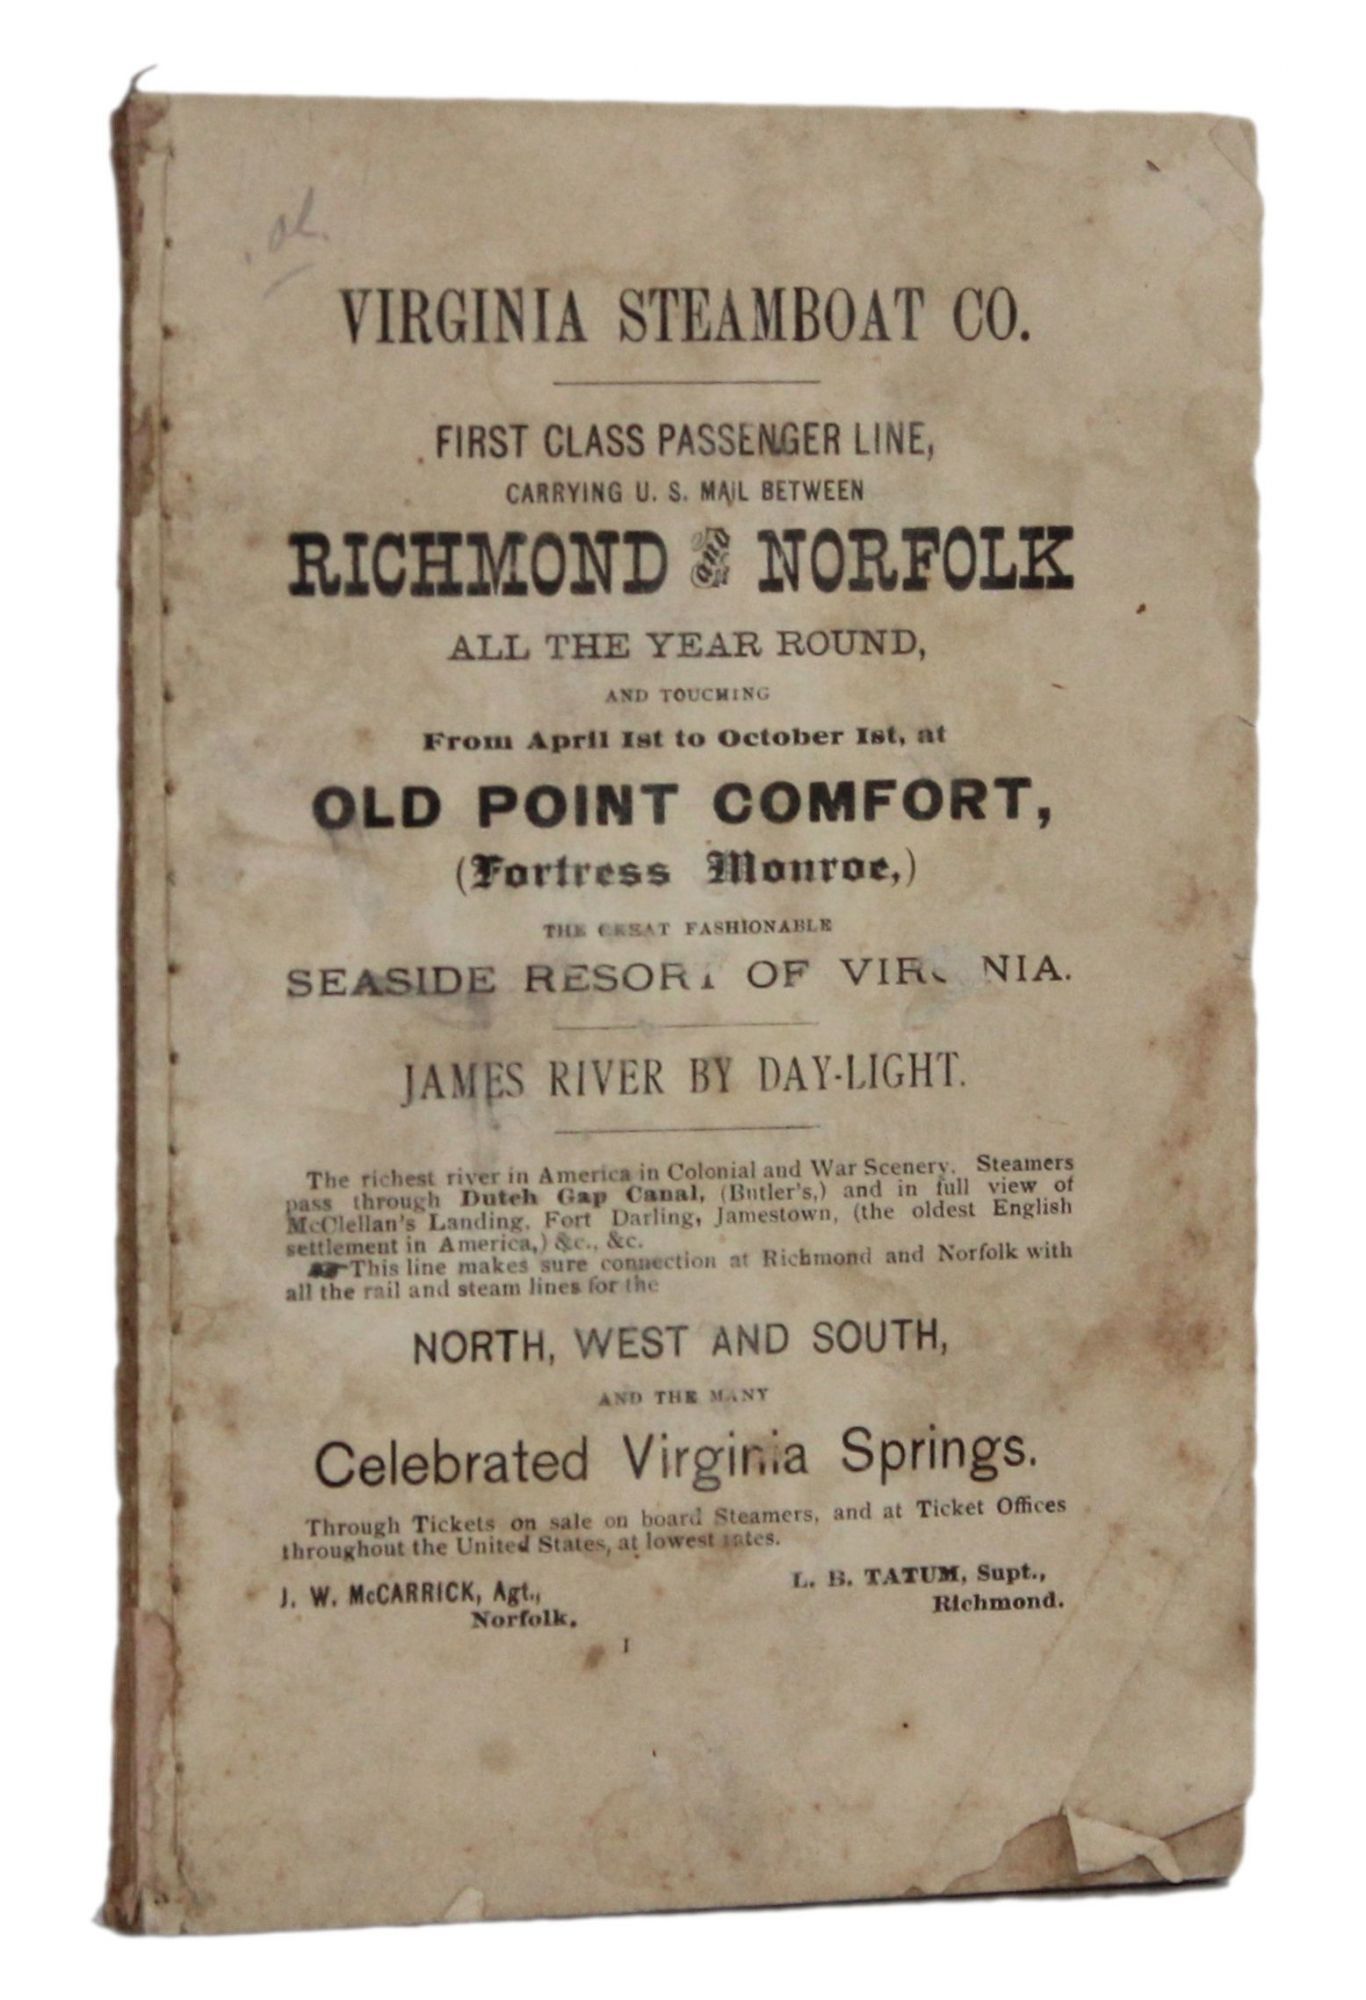 VIRGINIA STEAMBOAT CO.
FIRST CLASS PASSENGER LINE,
CARRYING U. S. MAIL BETWEEN
RICHMOND and NORFOLK
ALL THE YEAR ROUND,
AND TOUCHING
From April 1st to October 1st, at
OLD POINT COMFORT,
(Fortress Monroe,)
THE GREAT FASHIONABLE
SEASIDE RESORT OF VIRGINIA.
JAMES RIVER BY DAY-LIGHT.
The richest river in America in Colonial and War Scenery. Steamers
pass through Dutch Gap Canal, (Butler's,) and in full view of
McClellan's Landing, Fort Darling, Jamestown, (the oldest English
settlement in America,) &c., &c.
☛This line makes sure connection at Richmond and Norfolk with
all the rail and steam lines for the
NORTH, WEST AND SOUTH,
AND THE MANY
Celebrated Virginia Springs.
Through Tickets on sale on board Steamers, and at Ticket Offices
throughout the United States, at lowest rates.
J. W. McCARRICK, Agt.,
Norfolk.
L. B. TATUM, Supt.,
Richmond.
1